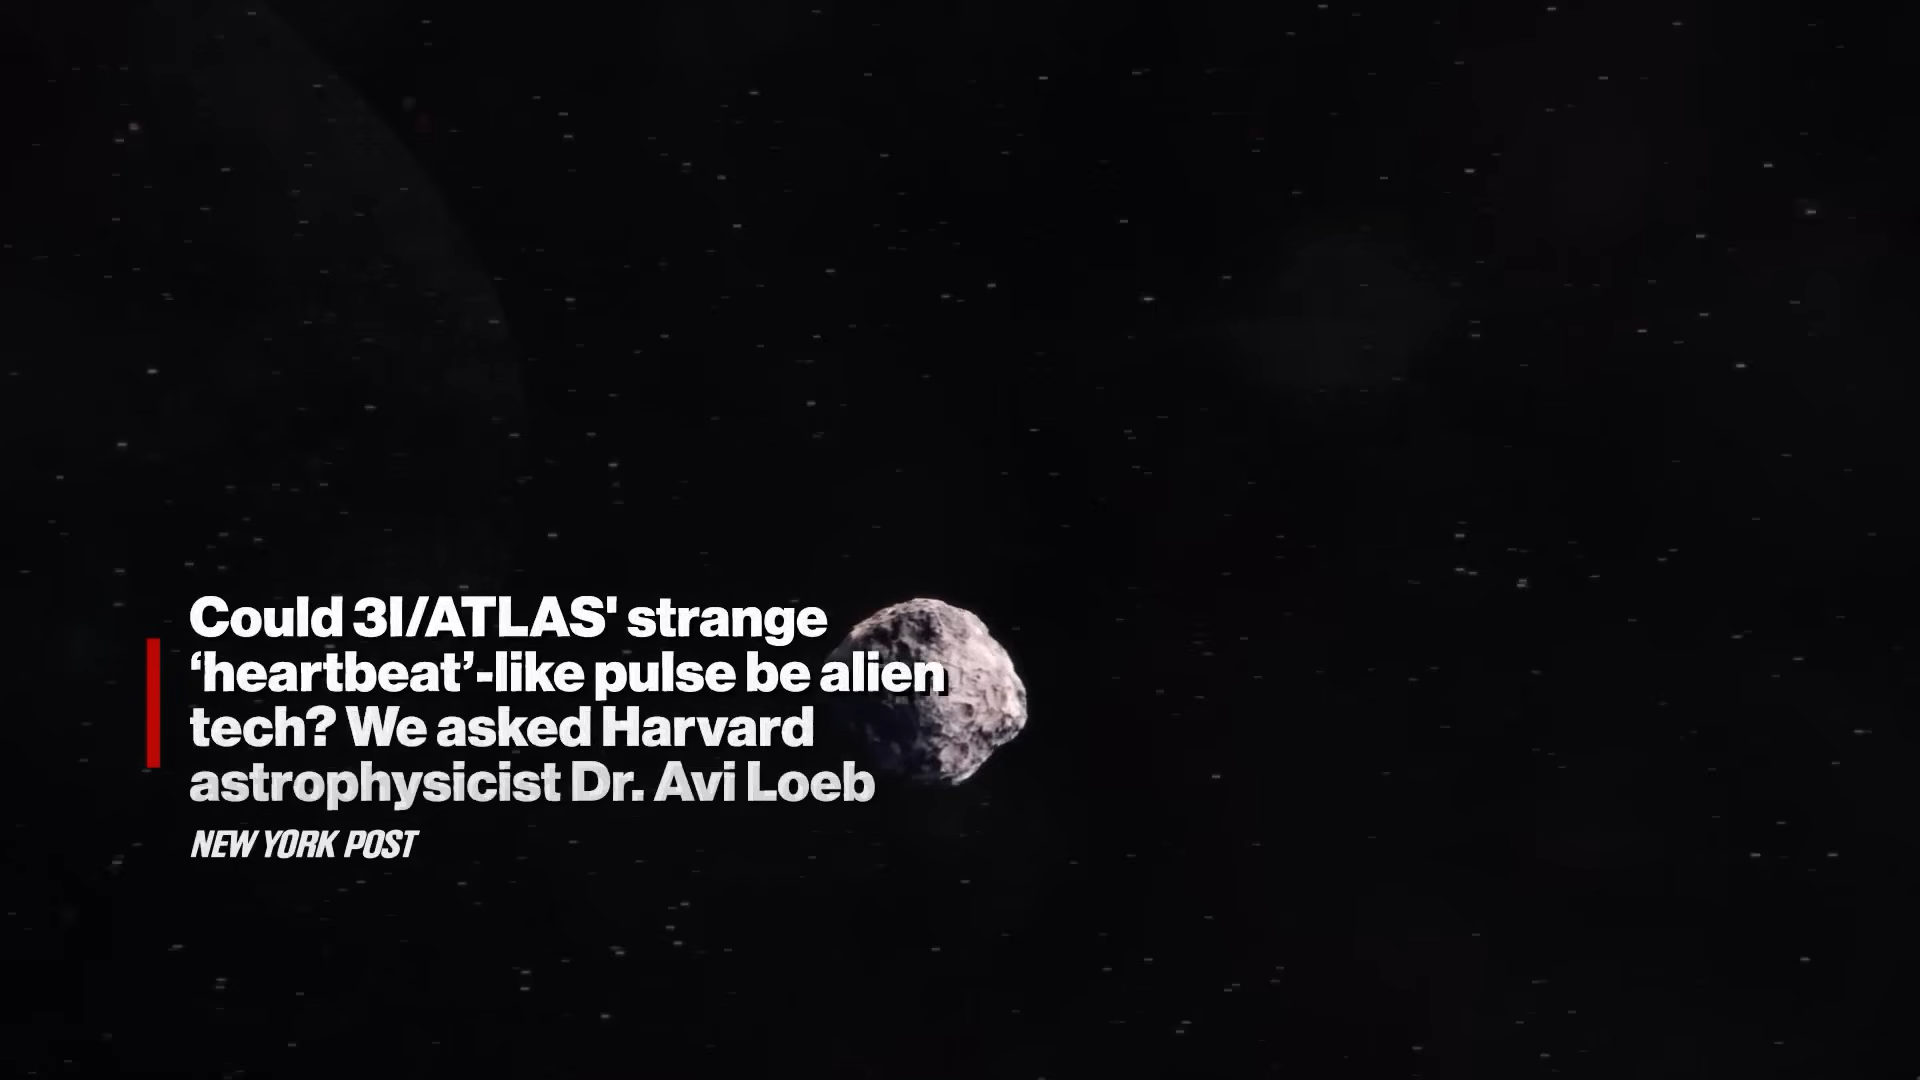 Could 3I/ATLAS' strange
‘heartbeat’-like pulse be alien
tech? We asked Harvard
astrophysicist Dr. Avi Loeb
NEW YORK POST